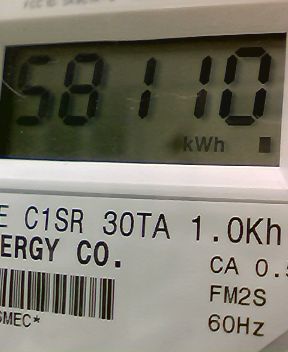 58110
kWh
E C1SR 30TA 1.0Kh
ERGY CO.
CA 0.5
FM2S
60Hz
SMEC*